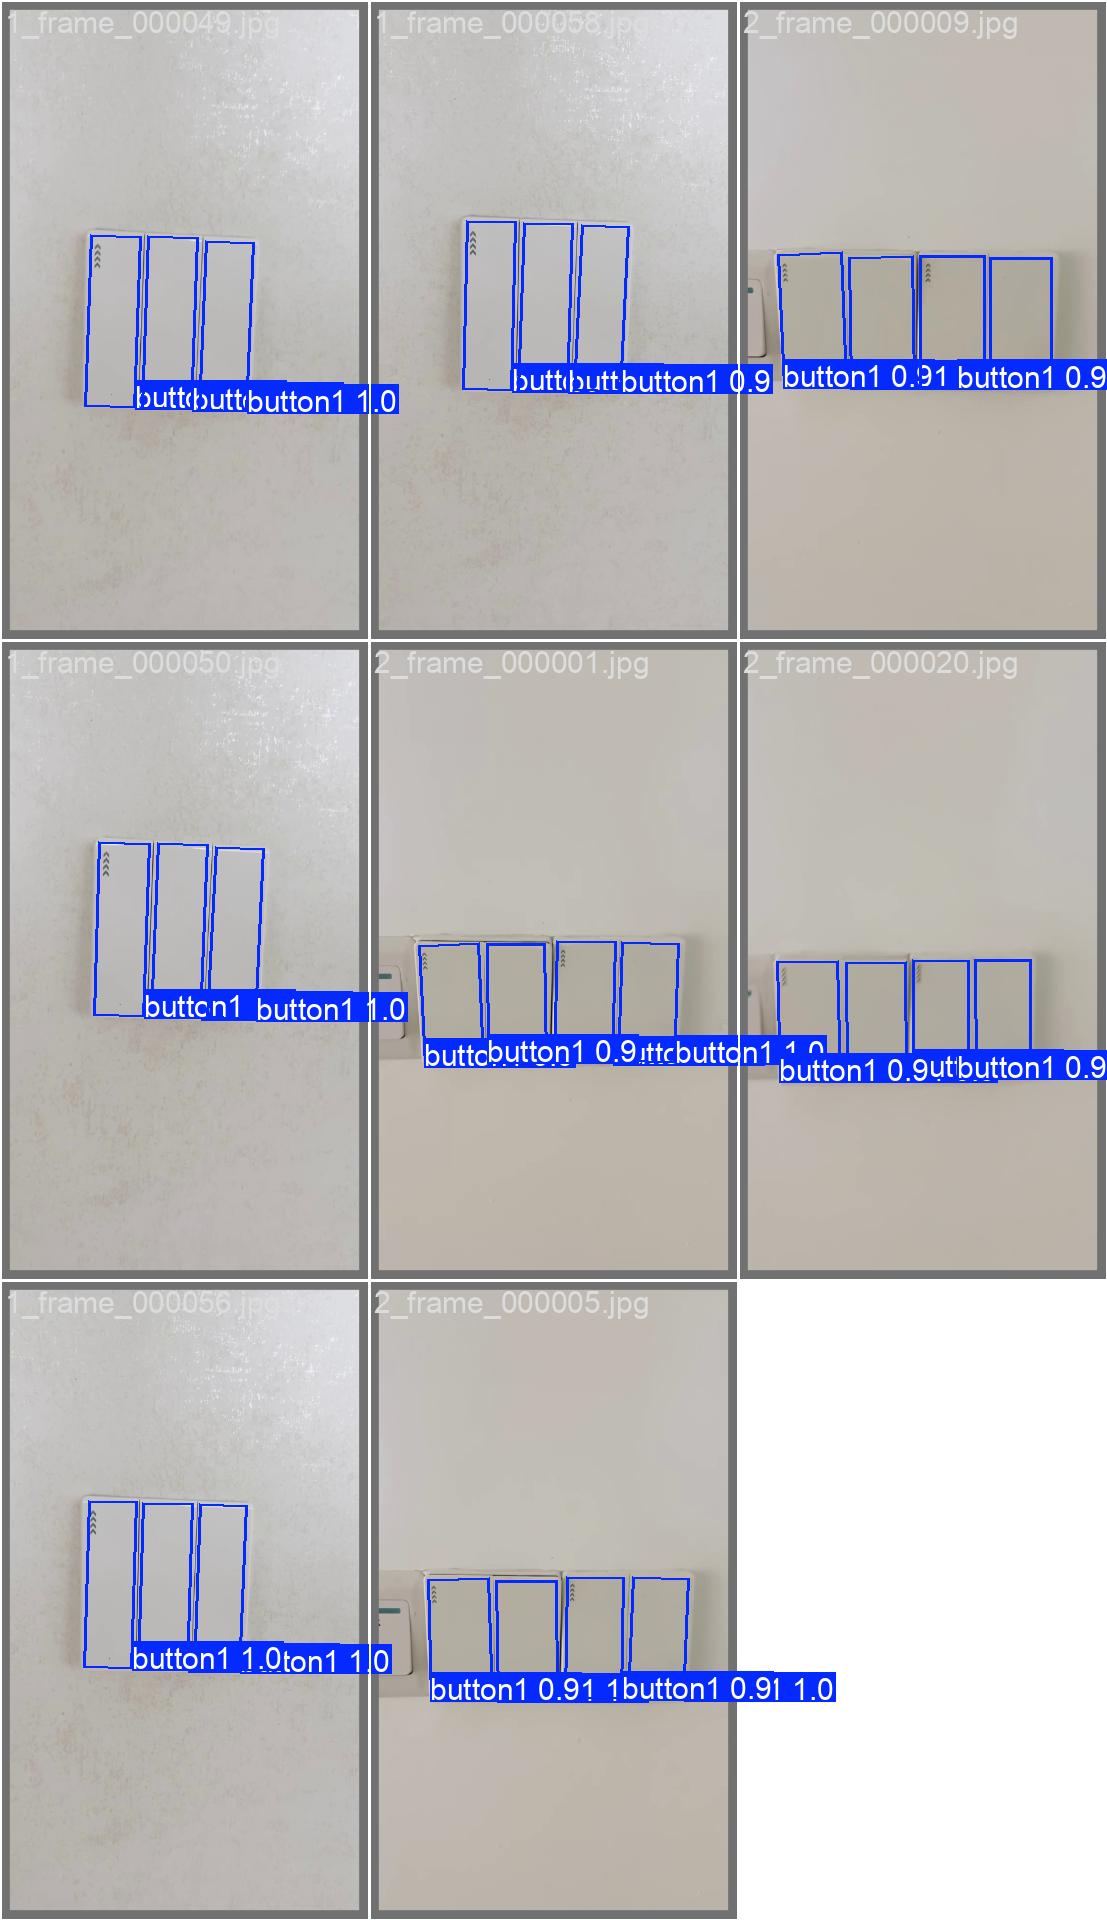 1_frame_000049.jpg
1_frame_000058.jpg
2_frame_000009.jpg
button1 1.0
button1 0.9
button1 0.9
button1 0.9
1_frame_000050.jpg
2_frame_000001.jpg
2_frame_000020.jpg
button1 1.0
button1 0.9
button1 1.0
button1 0.9
button1 0.9
1_frame_000056.jpg
2_frame_000005.jpg
button1 1.0
button1 0.9
button1 0.9